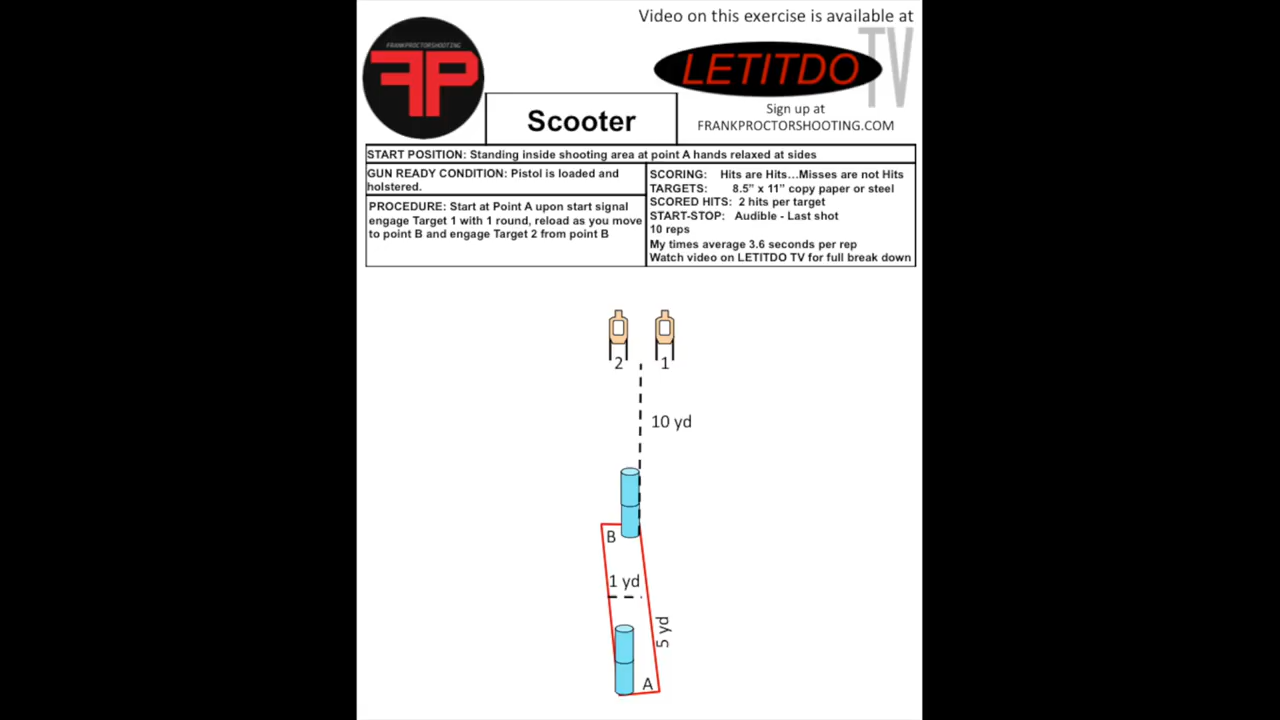 Video on this exercise is available at
FRANKPROCTORSHOOTING
FP
LETITDO
TV
Sign up at
FRANKPROCTORSHOOTING.COM
Scooter
START POSITION: Standing inside shooting area at point A hands relaxed at sides
GUN READY CONDITION: Pistol is loaded and
holstered.
PROCEDURE: Start at Point A upon start signal
engage Target 1 with 1 round, reload as you move
to point B and engage Target 2 from point B
SCORING: Hits are Hits...Misses are not Hits
TARGETS: 8.5” x 11” copy paper or steel
SCORED HITS: 2 hits per target
START-STOP: Audible - Last shot
10 reps
My times average 3.6 seconds per rep
Watch video on LETITDO TV for full break down
2 1
10 yd
B
1 yd
5 yd
A